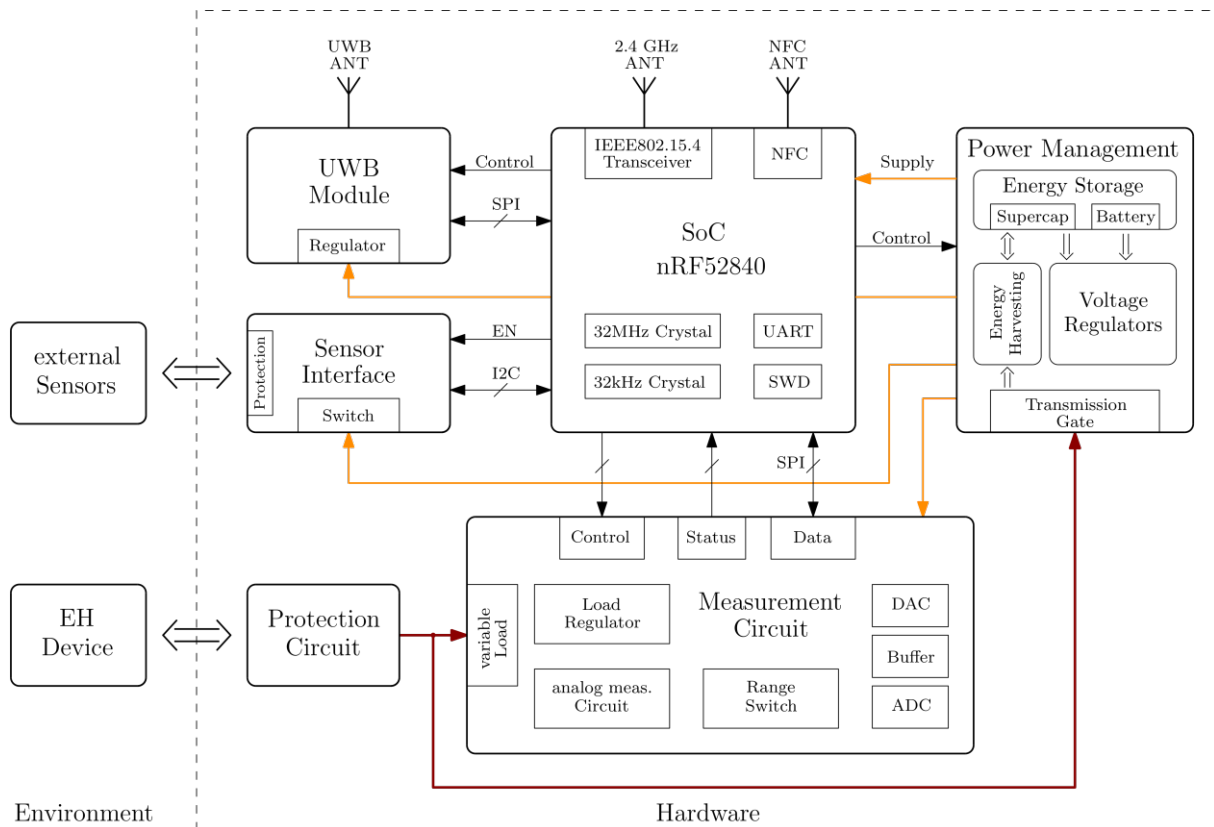 UWB
ANT
2.4 GHz
ANT
NFC
ANT
UWB
Module
Regulator
Control
SPI
IEEE802.15.4
Transceiver
NFC
SoC
nRF52840
32MHz Crystal
UART
32kHz Crystal
SWD
Supply
Control
Power Management
Energy Storage
Supercap
Battery
Energy
Harvesting
Voltage
Regulators
Transmission
Gate
external
Sensors
Protection
Sensor
Interface
Switch
EN
I2C
SPI
Control
Status
Data
EH
Device
Protection
Circuit
variable
Load
Load
Regulator
Measurement
Circuit
DAC
Buffer
ADC
analog meas.
Circuit
Range
Switch
Environment
Hardware